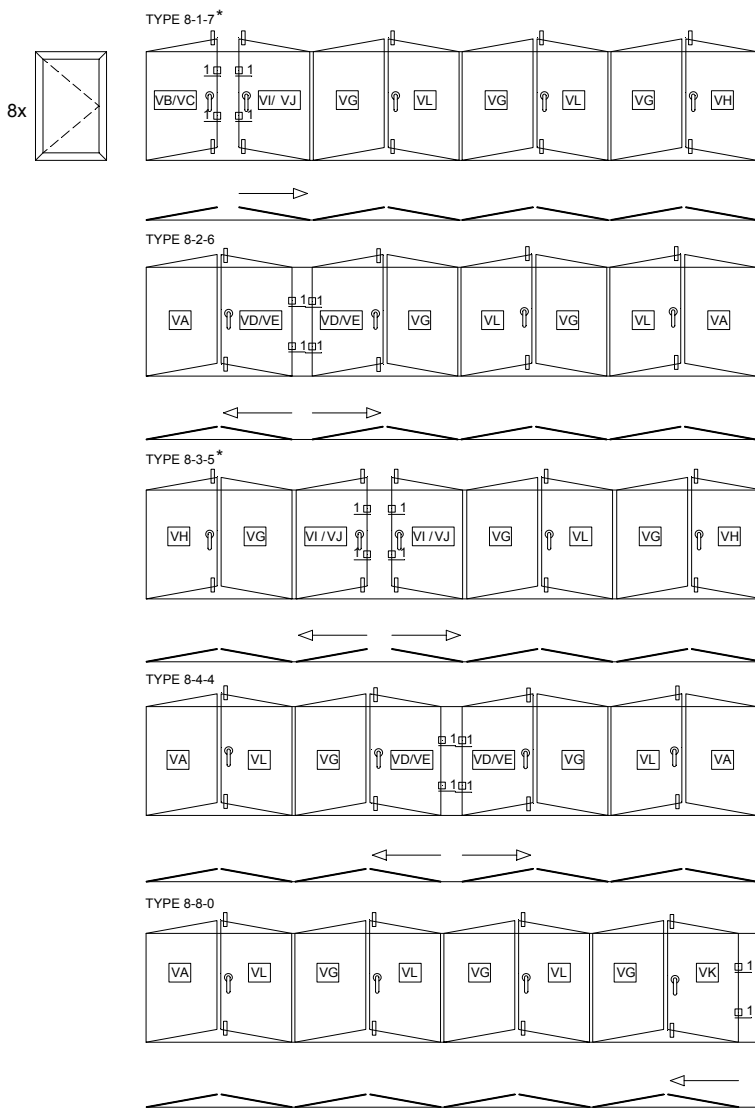 TYPE 8-1-7*
8x
1 1
VB/VC VI/ VJ VG VL VG VL VG VH
1 1
TYPE 8-2-6
1 1
VA VD/VE VD/VE VG VL VG VL VA
1 1
TYPE 8-3-5*
1 1
VH VG VI / VJ VI / VJ VG VL VG VH
1 1
TYPE 8-4-4
1 1
VA VL VG VD/VE VD/VE VG VL VA
1 1
TYPE 8-8-0
1
VA VL VG VL VG VL VG VK
1